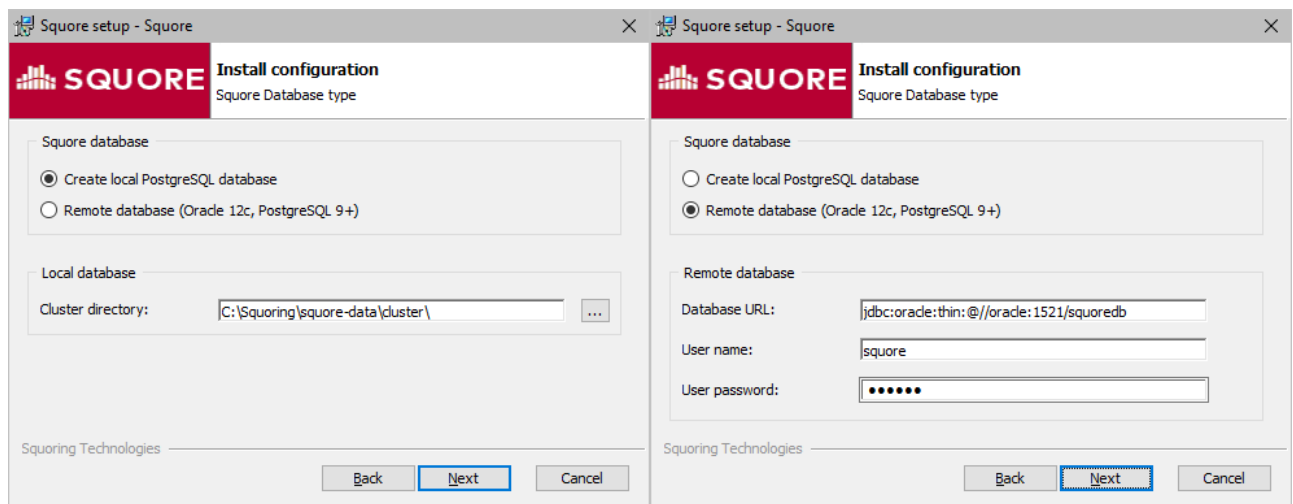 Squore setup - Squore
SQUORE
Install configuration
Squore Database type
Squore database
Create local PostgreSQL database
Remote database (Oracle 12c, PostgreSQL 9+)
Local database
Cluster directory:
C:\Squoring\squore-data\cluster\
...
Squoring Technologies
Back
Next
Cancel
Squore setup - Squore
SQUORE
Install configuration
Squore Database type
Squore database
Create local PostgreSQL database
Remote database (Oracle 12c, PostgreSQL 9+)
Remote database
Database URL:
jdbc:oracle:thin:@//oracle:1521/squoredb
User name:
squore
User password:
●●●●●●
Squoring Technologies
Back
Next
Cancel